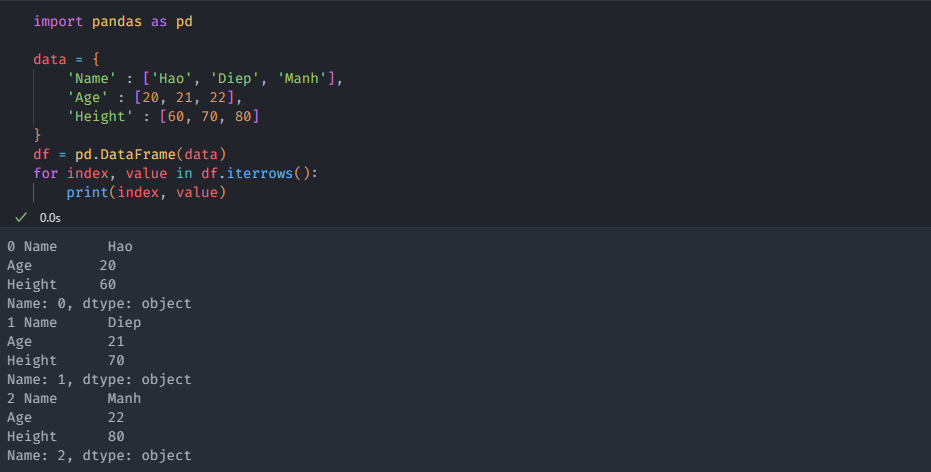 import pandas as pd
data = {
    'Name' : ['Hao', 'Diep', 'Manh'],
    'Age' : [20, 21, 22],
    'Height' : [60, 70, 80]
}
df = pd.DataFrame(data)
for index, value in df.iterrows():
    print(index, value)
✓ 0.0s
0 Name      Hao
Age        20
Height     60
Name: 0, dtype: object
1 Name      Diep
Age         21
Height      70
Name: 1, dtype: object
2 Name      Manh
Age         22
Height      80
Name: 2, dtype: object